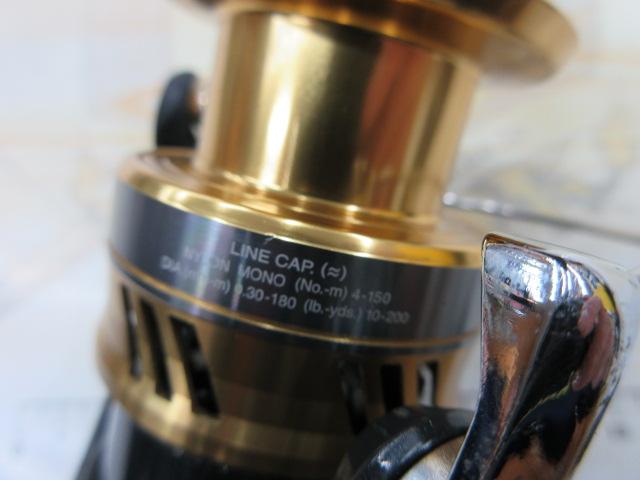 LINE CAP. (≈)
NYLON MONO (No.-m) 4-150
DIA (mm-m) 0.30-180 (lb.-yds.) 10-200